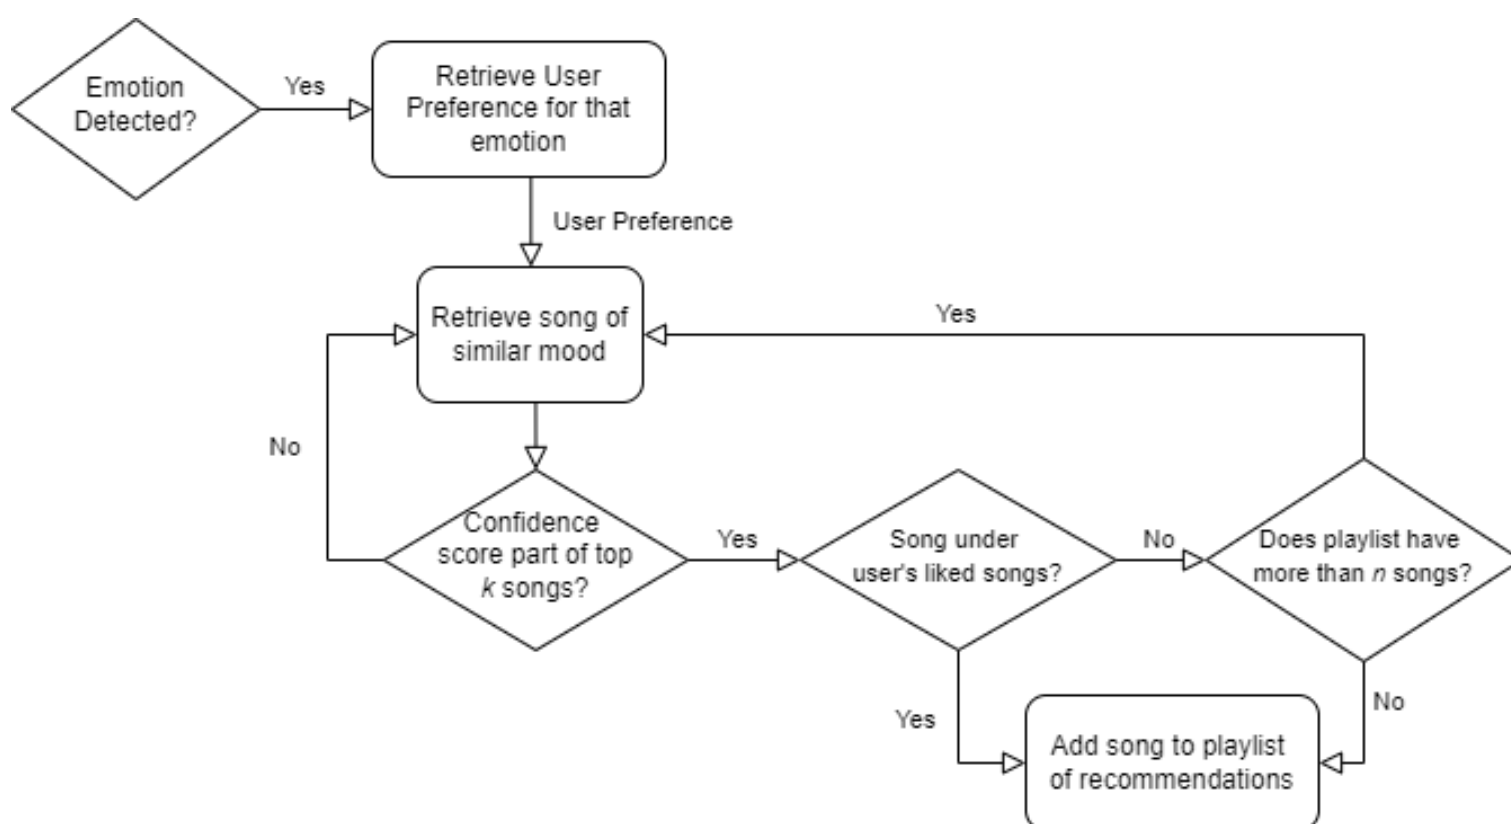 Emotion
Detected?
Yes
Retrieve User
Preference for that
emotion
User Preference
Retrieve song of
similar mood
Yes
No
Confidence
score part of top
k songs?
Yes
Song under
user's liked songs?
No
Does playlist have
more than n songs?
Yes
No
Add song to playlist
of recommendations